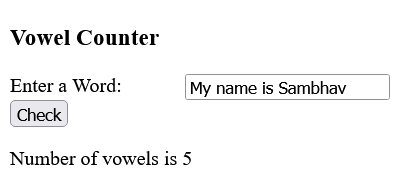 Vowel Counter
Enter a Word: My name is Sambhav
Check
Number of vowels is 5